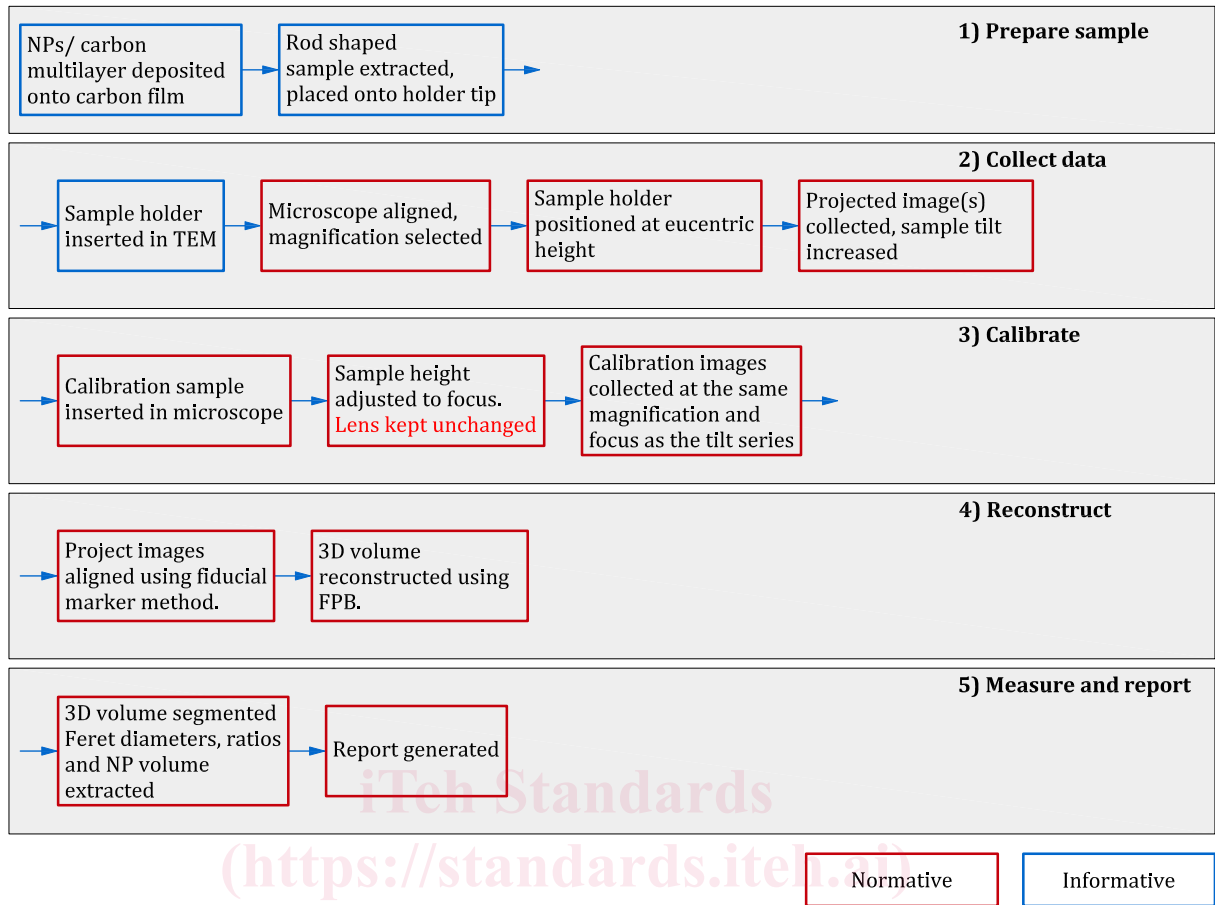 1) Prepare sample
NPs/ carbon
multilayer deposited
onto carbon film
Rod shaped
sample extracted,
placed onto holder tip
2) Collect data
Sample holder
inserted in TEM
Microscope aligned,
magnification selected
Sample holder
positioned at eucentric
height
Projected image(s)
collected, sample tilt
increased
3) Calibrate
Calibration sample
inserted in microscope
Sample height
adjusted to focus.
Lens kept unchanged
Calibration images
collected at the same
magnification and
focus as the tilt series
4) Reconstruct
Project images
aligned using fiducial
marker method.
3D volume
reconstructed using
FPB.
5) Measure and report
3D volume segmented
Feret diameters, ratios
and NP volume
extracted
Report generated
iTeh Standards
(https://standards.iteh.ai)
Normative
Informative